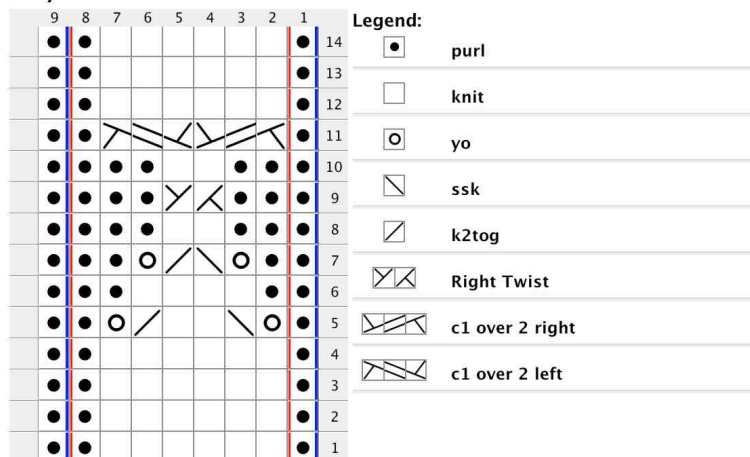 9 8 7 6 5 4 3 2 1
Legend:
14
purl
13
knit
12
11
yo
10
ssk
9
k2tog
8
7
Right Twist
6
c1 over 2 right
5
c1 over 2 left
4
3
2
1